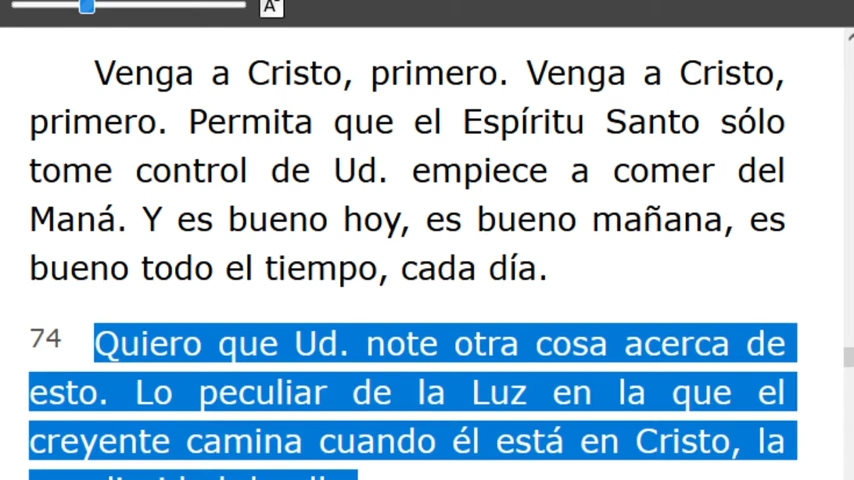 A
Venga a Cristo, primero. Venga a Cristo,
primero. Permita que el Espíritu Santo sólo
tome control de Ud. empiece a comer del
Maná. Y es bueno hoy, es bueno mañana, es
bueno todo el tiempo, cada día.
74 Quiero que Ud. note otra cosa acerca de
esto. Lo peculiar de la Luz en la que el
creyente camina cuando él está en Cristo, la